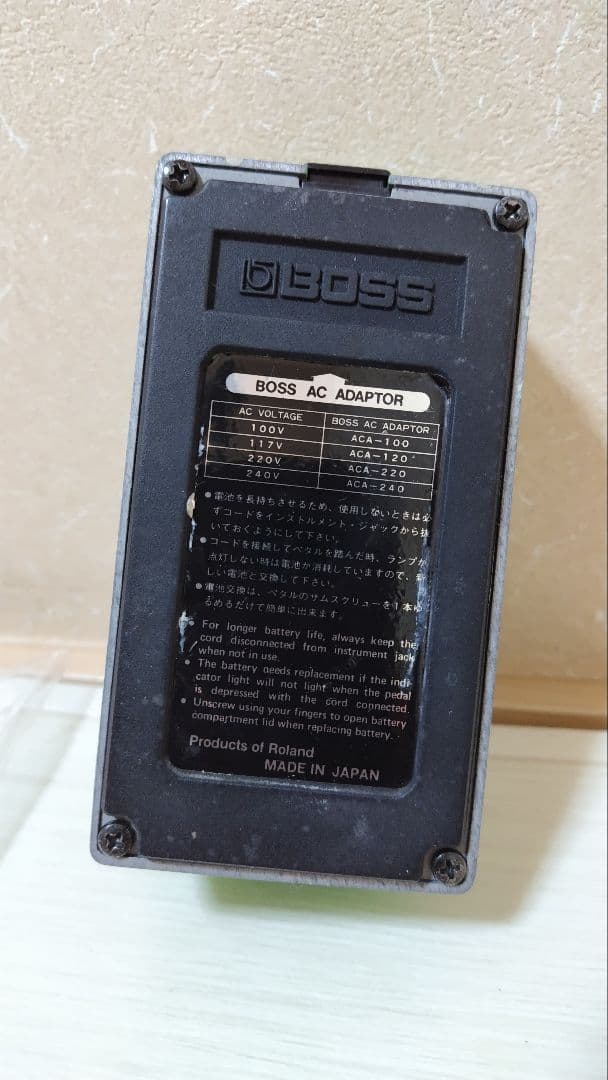 BOSS
BOSS AC ADAPTOR
AC VOLTAGE BOSS AC ADAPTOR
100V ACA-100
117V ACA-120
220V ACA-220
240V ACA-240
●電池を長持ちさせるため、使用しないときは必
ずコードをインストルメント・ジャックから抜
いておくようにして下さい。
●コードを接続してペダルを踏んだ時、ランプが
点灯しない時は電池が消耗していますので、新
しい電池と交換して下さい。
●電池交換は、ペダルのサムスクリューを1本ゆ
るめるだけで簡単に出来ます。
● For longer battery life, always keep the
cord disconnected from instrument jack
when not in use.
● The battery needs replacement if the indi-
cator light will not light when the pedal
is depressed with the cord connected.
● Unscrew using your fingers to open battery
compartment lid when replacing battery.
Products of Roland
MADE IN JAPAN